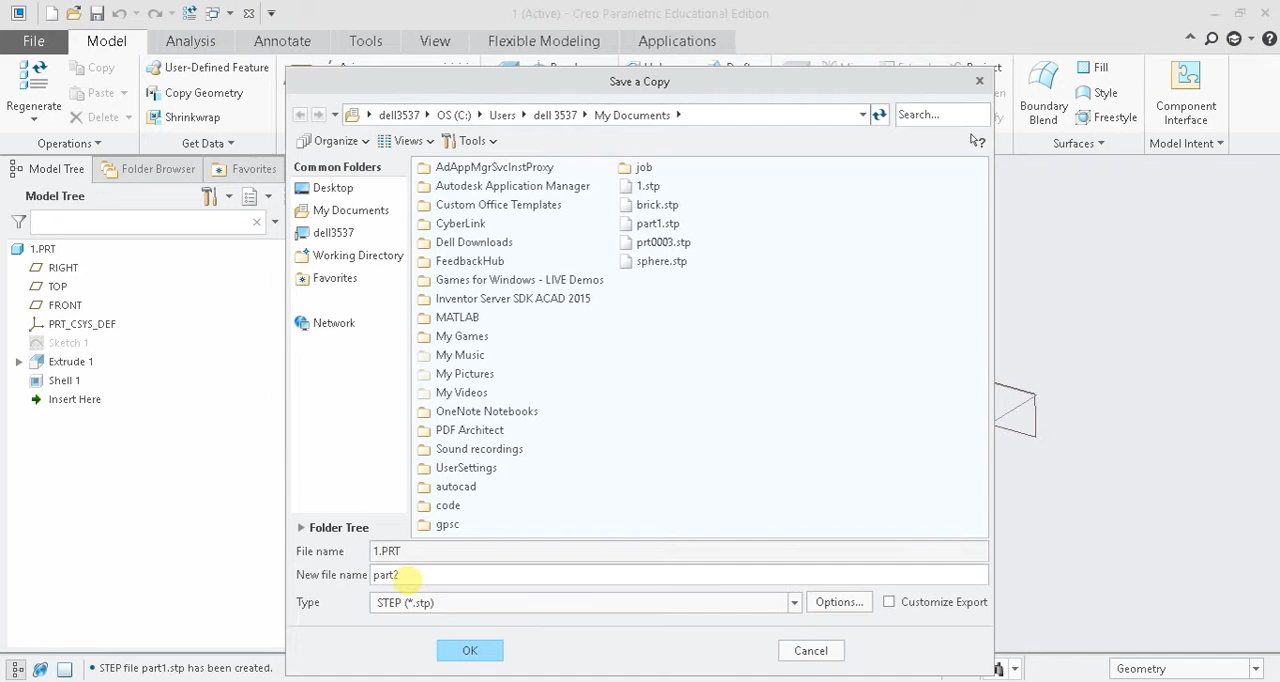 1 (Active) - Creo Parametric Educational Edition
File Model Analysis Annotate Tools View Flexible Modeling Applications
Regenerate
Copy
Paste
Delete
Operations
User-Defined Feature
Copy Geometry
Shrinkwrap
Get Data
Boundary
Blend
Fill
Style
Freestyle
Surfaces
Component
Interface
Model Intent
Model Tree Folder Browser Favorites
Model Tree
1.PRT
RIGHT
TOP
FRONT
PRT_CSYS_DEF
Sketch 1
Extrude 1
Shell 1
Insert Here
Save a Copy
dell3537 OS (C:) Users dell 3537 My Documents
Search...
Organize Views Tools
Common Folders
Desktop
My Documents
dell3537
Working Directory
Favorites
Network
Folder Tree
AdAppMgrSvcInstProxy
Autodesk Application Manager
Custom Office Templates
CyberLink
Dell Downloads
FeedbackHub
Games for Windows - LIVE Demos
Inventor Server SDK ACAD 2015
MATLAB
My Games
My Music
My Pictures
My Videos
OneNote Notebooks
PDF Architect
Sound recordings
UserSettings
autocad
code
gpsc
job
1.stp
brick.stp
part1.stp
prt0003.stp
sphere.stp
File name 1.PRT
New file name part2
Type STEP (*.stp) Options... Customize Export
OK Cancel
• STEP file part1.stp has been created.
Geometry